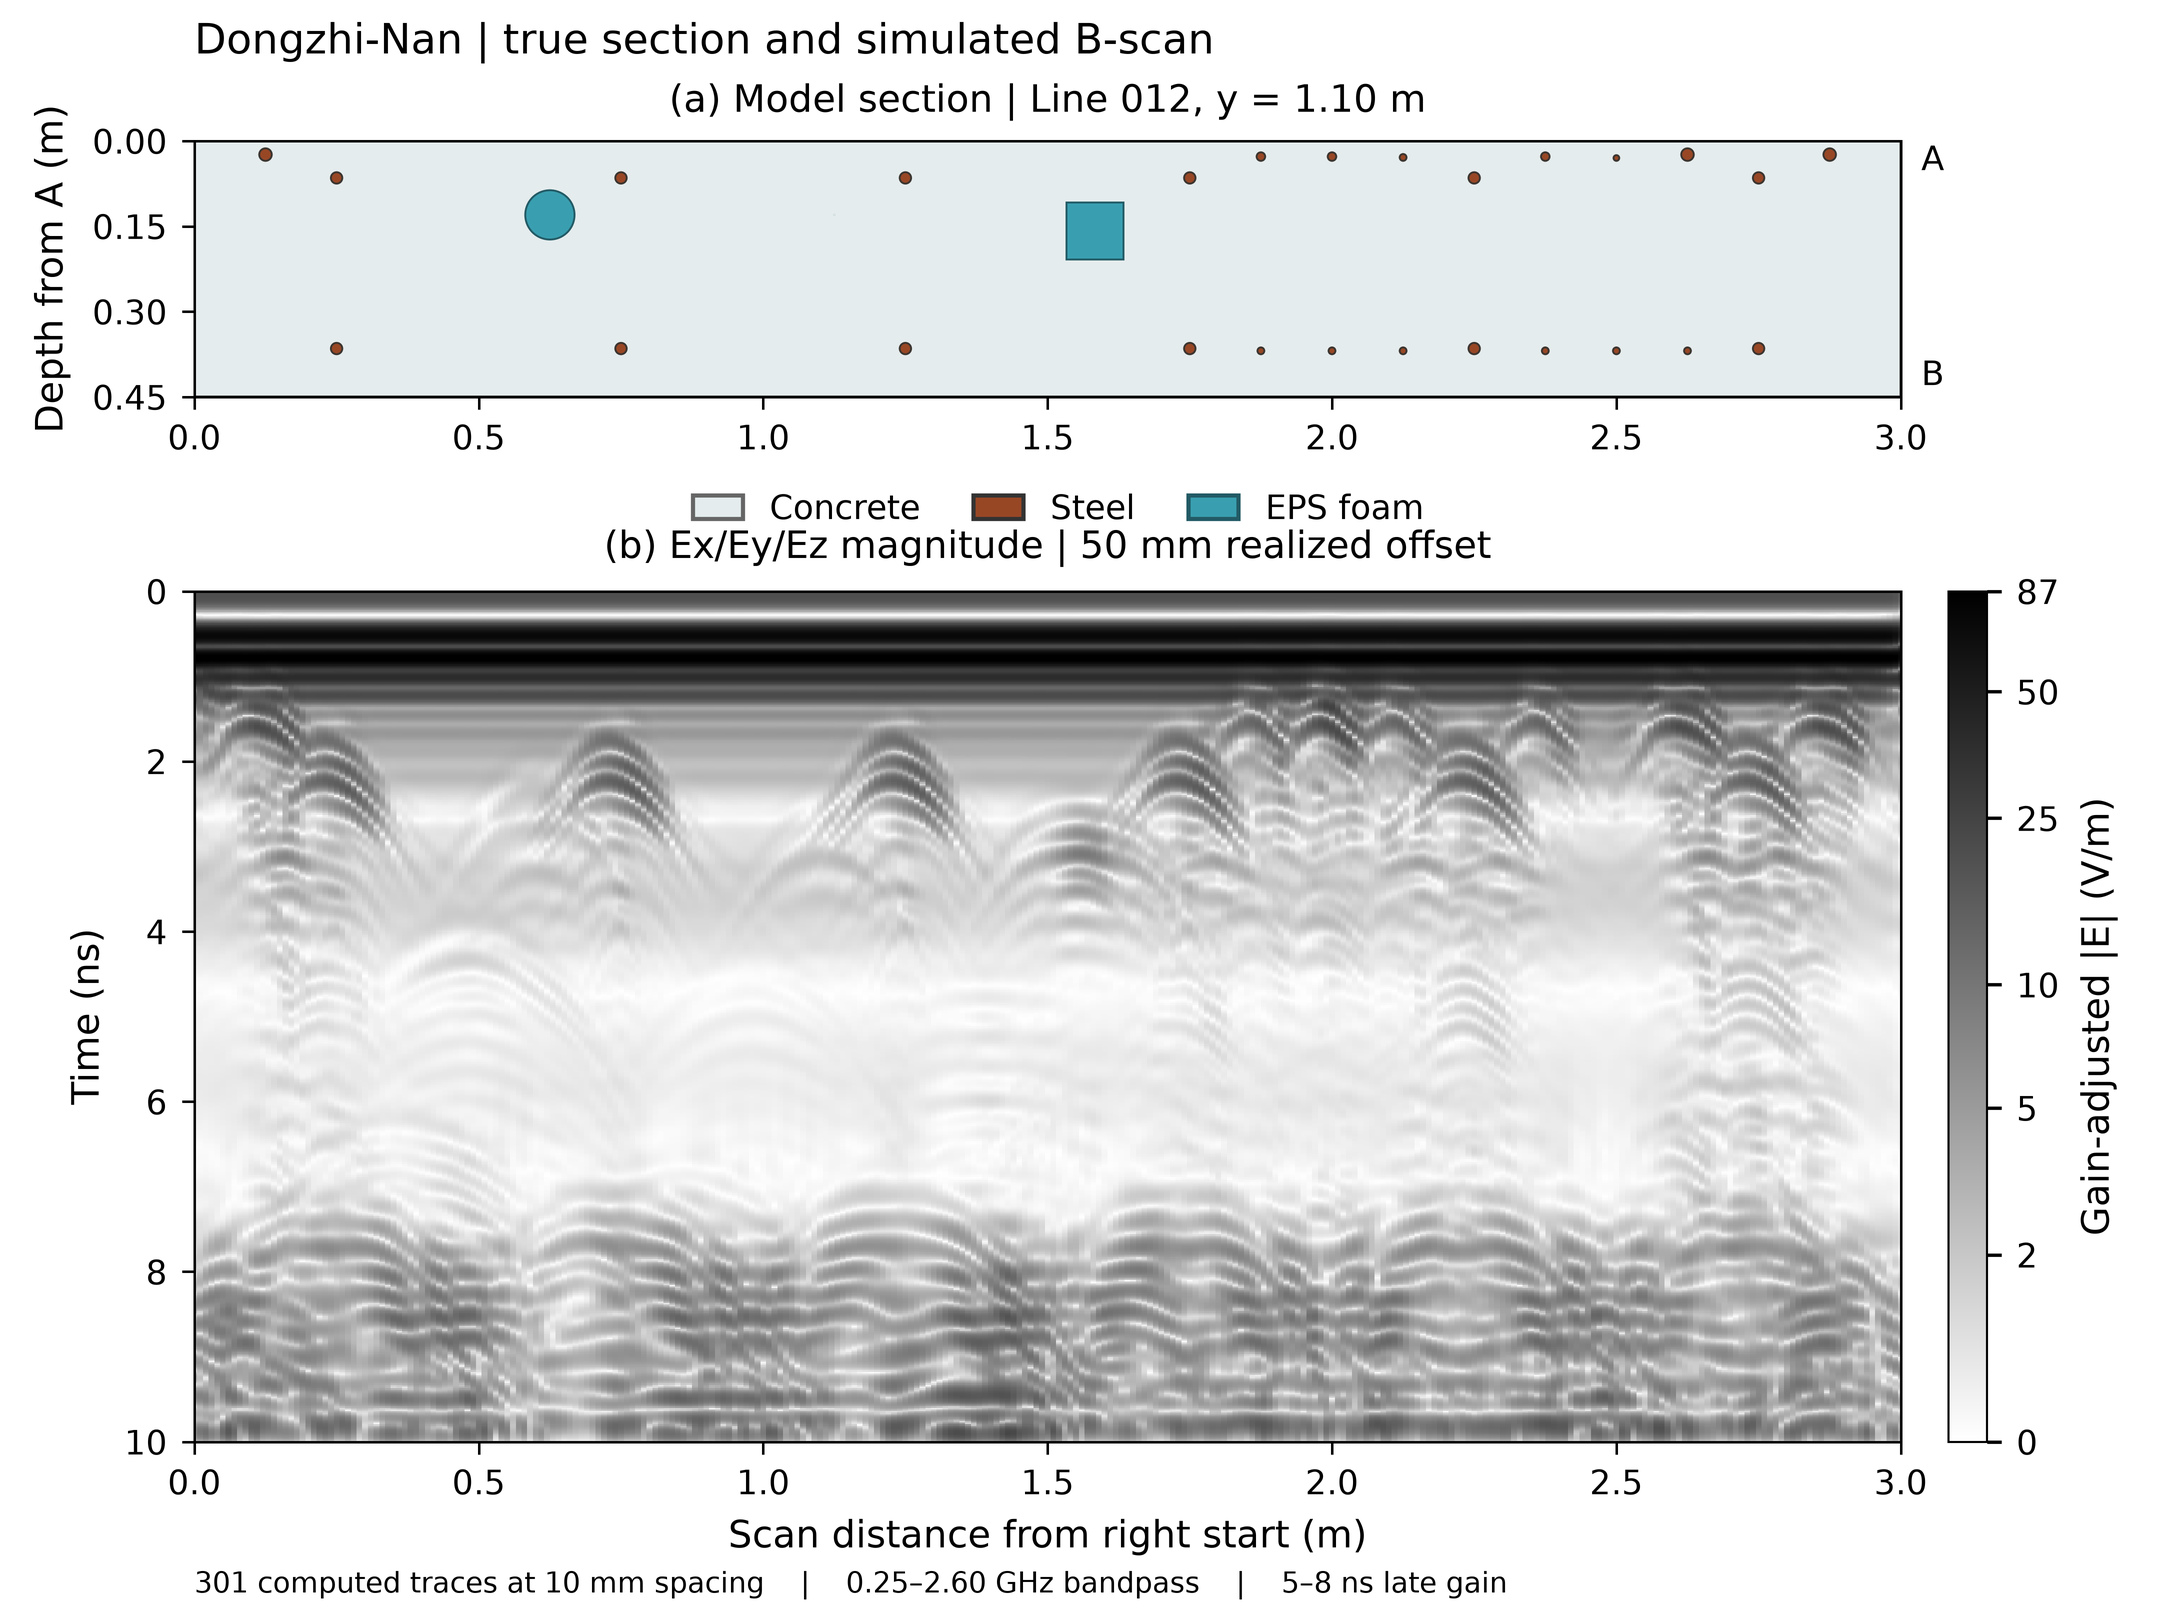 Dongzhi-Nan | true section and simulated B-scan
(a) Model section | Line 012, y = 1.10 m
Depth from A (m)
0.00
0.15
0.30
0.45
A
B
0.0 0.5 1.0 1.5 2.0 2.5 3.0
Concrete Steel EPS foam
(b) Ex/Ey/Ez magnitude | 50 mm realized offset
Time (ns)
0
2
4
6
8
10
0.0 0.5 1.0 1.5 2.0 2.5 3.0
Scan distance from right start (m)
87
50
25
10
5
2
0
Gain-adjusted |E| (V/m)
301 computed traces at 10 mm spacing | 0.25–2.60 GHz bandpass | 5–8 ns late gain